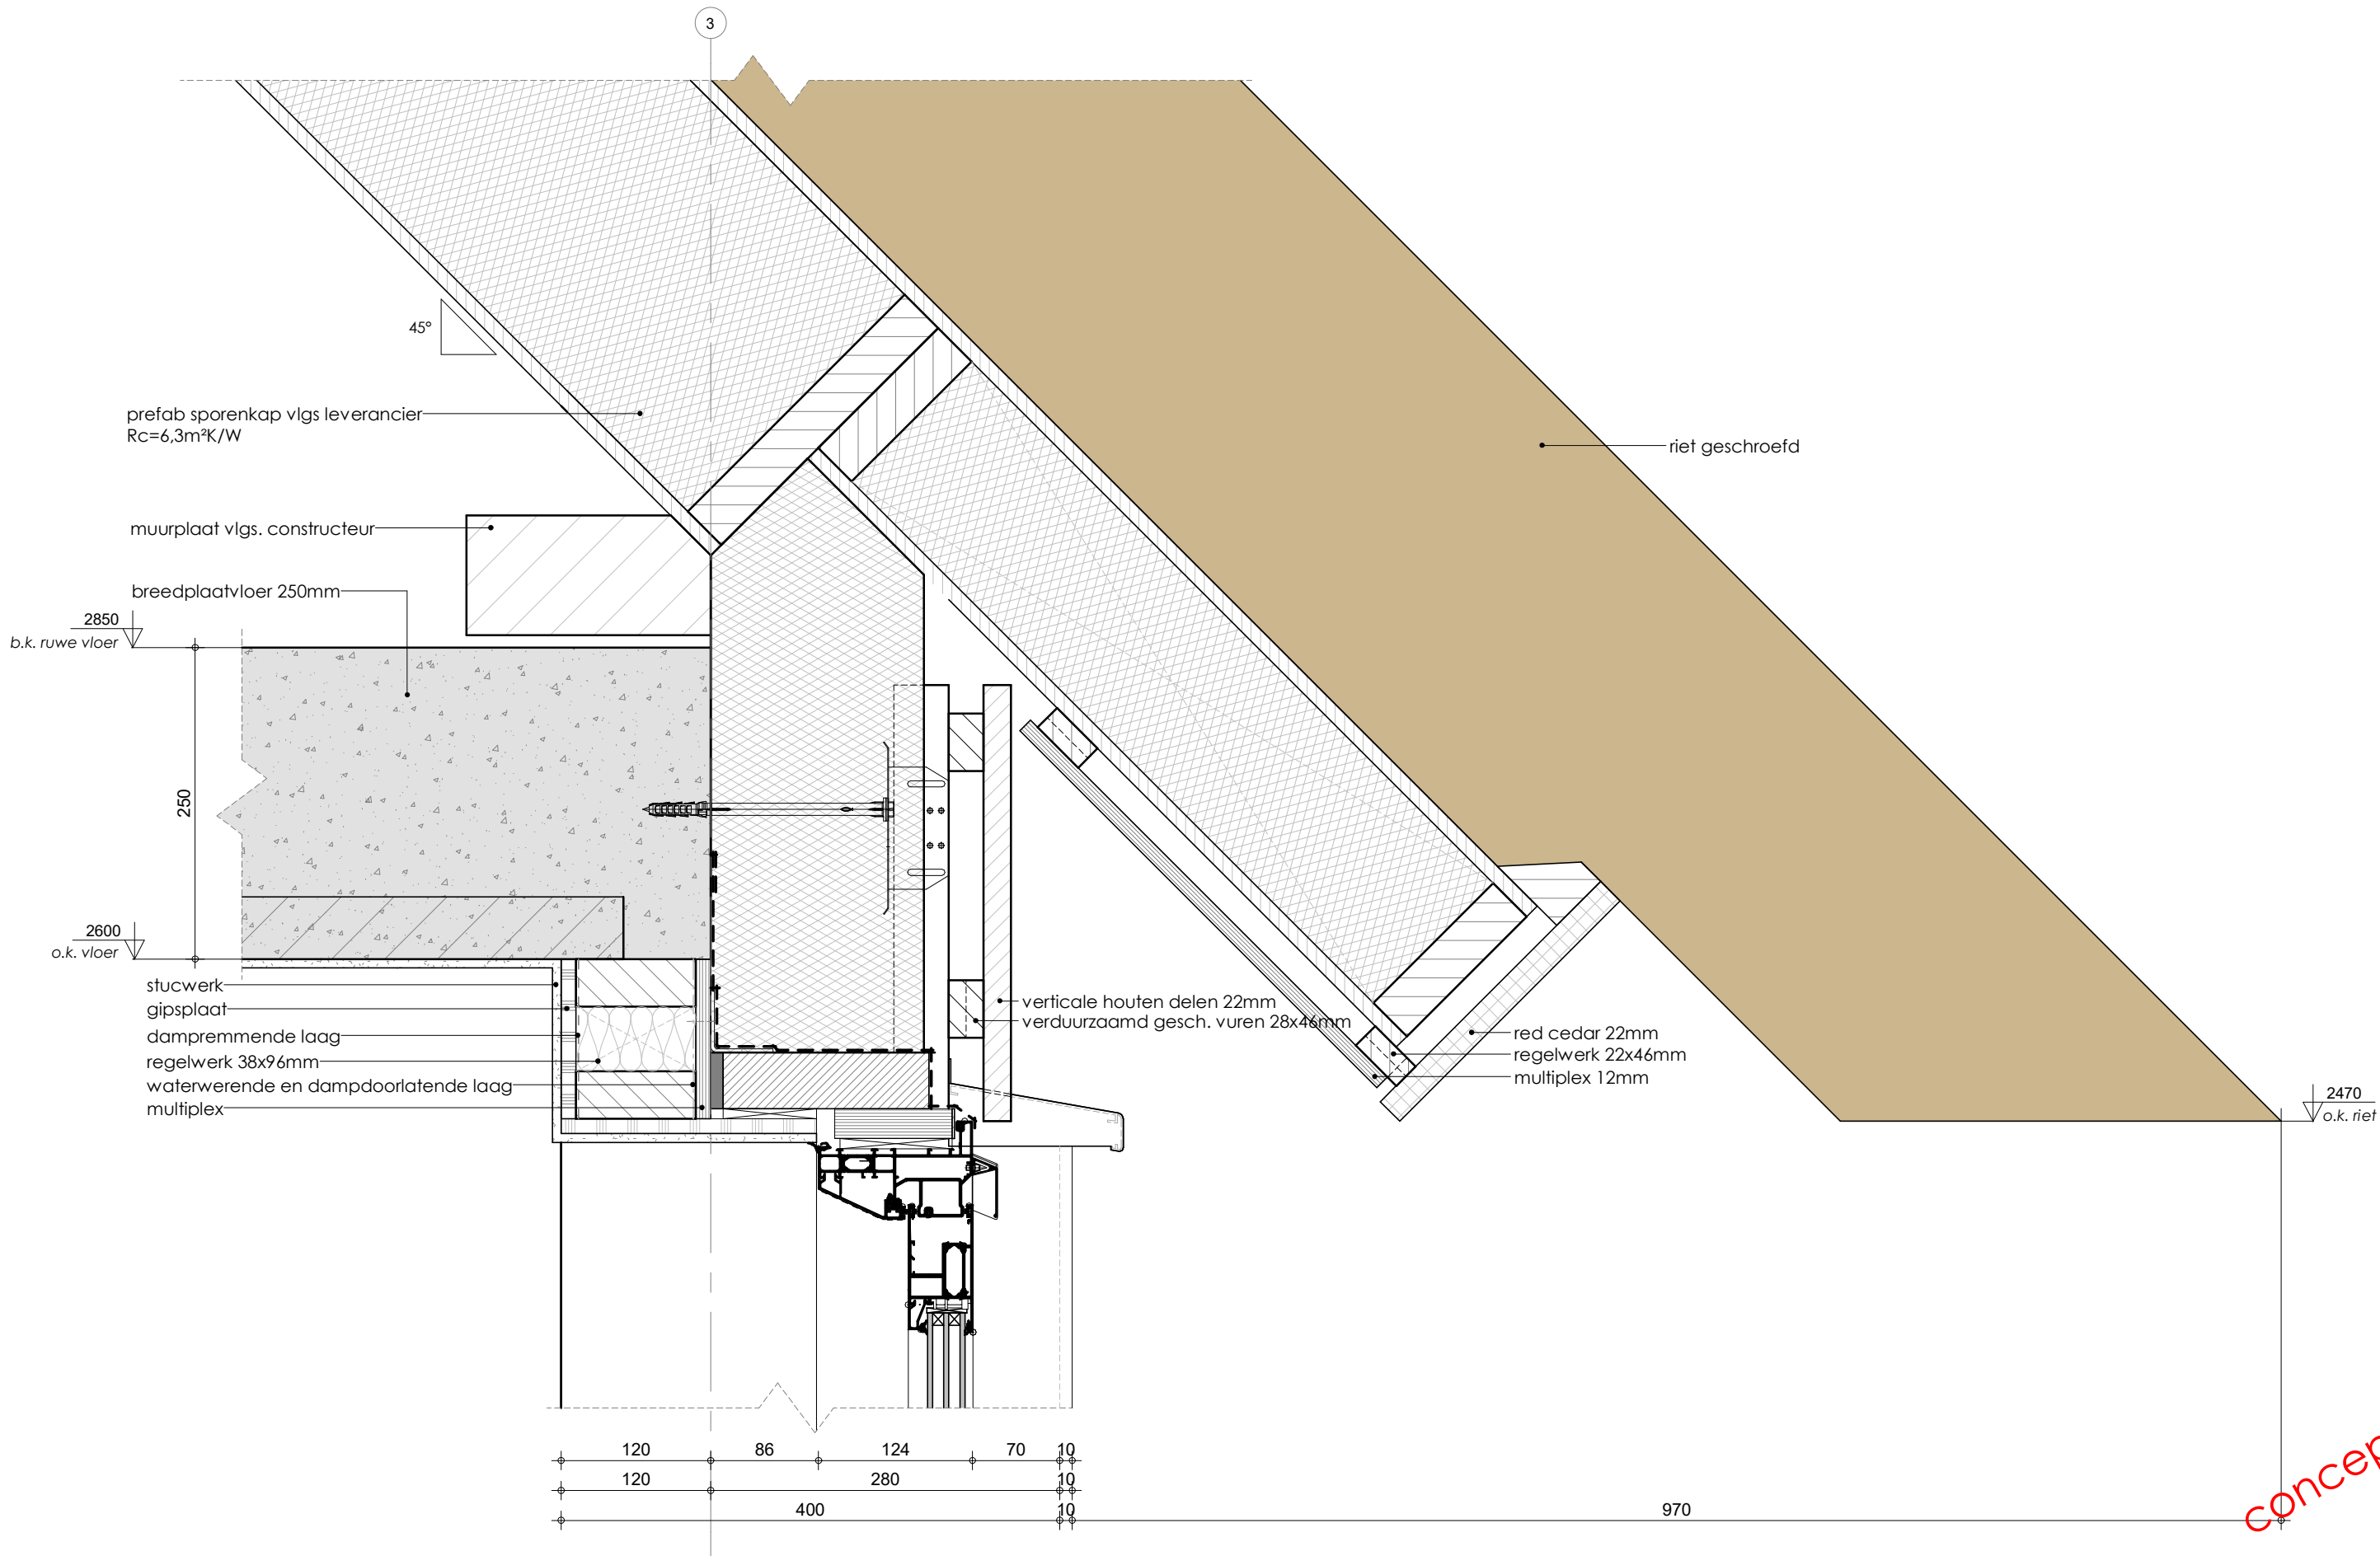 3
45°
prefab sporenkap vlgs leverancier
Rc=6,3m²K/W
riet geschroefd
muurplaat vlgs. constructeur
breedplaatvloer 250mm
2850
b.k. ruwe vloer
250
2600
o.k. vloer
stucwerk
gipsplaat
dampremmende laag
regelwerk 38x96mm
waterwerende en dampdoorlatende laag
multiplex
verticale houten delen 22mm
verduurzaamd gesch. vuren 28x46mm
red cedar 22mm
regelwerk 22x46mm
multiplex 12mm
2470
o.k. riet
120 86 124 70 10
120 280 10
400 10 970